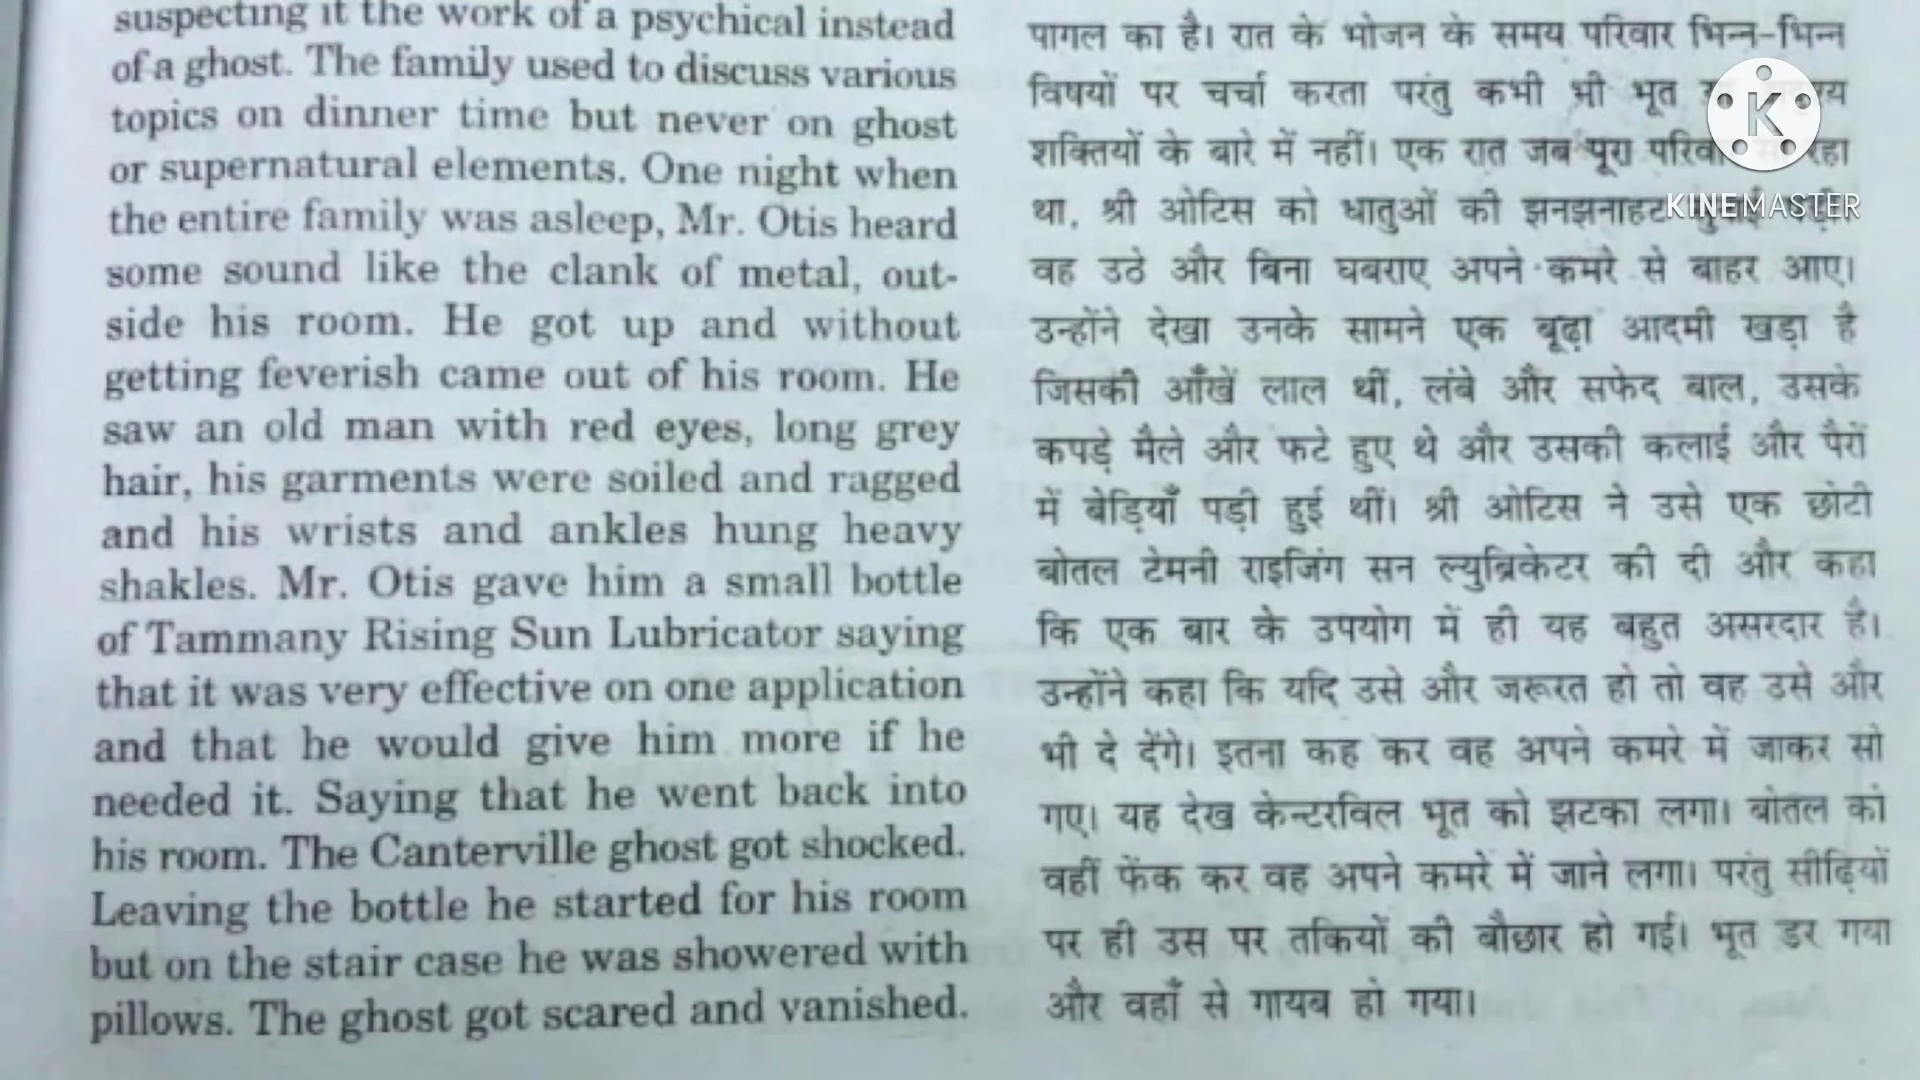 suspecting it the work of a psychical instead
of a ghost. The family used to discuss various
topics on dinner time but never on ghost
or supernatural elements. One night when
the entire family was asleep, Mr. Otis heard
some sound like the clank of metal, out-
side his room. He got up and without
getting feverish came out of his room. He
saw an old man with red eyes, long grey
hair, his garments were soiled and ragged
and his wrists and ankles hung heavy
shakles. Mr. Otis gave him a small bottle
of Tammany Rising Sun Lubricator saying
that it was very effective on one application
and that he would give him more if he
needed it. Saying that he went back into
his room. The Canterville ghost got shocked.
Leaving the bottle he started for his room
but on the stair case he was showered with
pillows. The ghost got scared and vanished.
पागल का है। रात के भोजन के समय परिवार भिन्न-भिन्न
विषयों पर चर्चा करता परंतु कभी भी भूत
शक्तियों के बारे में नहीं। एक रात जब पूरा रहा
था, श्री ओटिस को धातुओं की झनझनाहट
वह उठे और बिना घबराए अपने कमरे से बाहर आए।
उन्होंने देखा उनके सामने एक बूढ़ा आदमी खड़ा है
जिसकी आँखें लाल थीं, लंबे और सफेद बाल, उसके
कपड़े मैले और फटे हुए थे और उसकी कलाई और पैरों
में बेड़ियाँ पड़ी हुई थीं। श्री ओटिस ने उसे एक छोटी
बोतल टेमनी राइजिंग सन ल्युब्रिकेटर की दी और कहा
कि एक बार के उपयोग में ही यह बहुत असरदार है।
उन्होंने कहा कि यदि उसे और जरूरत हो तो वह उसे और
भी दे देंगे। इतना कह कर वह अपने कमरे में जाकर सो
गए। यह देख केन्टरविल भूत को झटका लगा। बोतल को
वहीं फेंक कर वह अपने कमरे में जाने लगा। परंतु सीढ़ियों
पर ही उस पर तकियों की बौछार हो गई। भूत डर गया
और वहाँ से गायब हो गया।
K
KINEMASTER